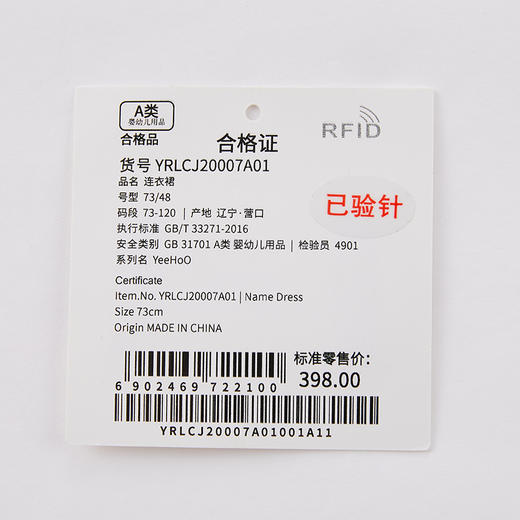 A类
婴幼儿用品
合格品
合格证
RFID
货号 YRLCJ20007A01
品名 连衣裙
号型 73/48
码段 73-120 | 产地 辽宁·营口
执行标准 GB/T 33271-2016
安全类别 GB 31701 A类 婴幼儿用品 | 检验员 4901
系列名 YeeHoO
已验针
Certificate
Item.No. YRLCJ20007A01 | Name Dress
Size 73cm
Origin MADE IN CHINA
标准零售价:
398.00
6 902469 722100
YRLCJ20007A01001A11